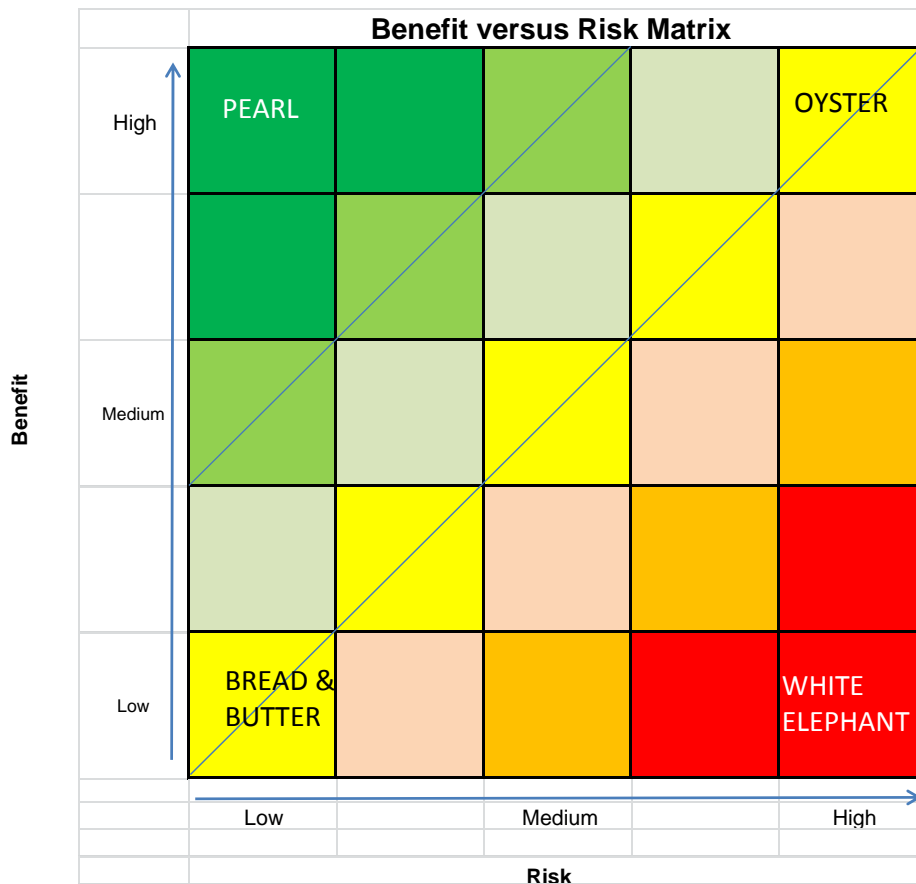 Benefit versus Risk Matrix
High
PEARL
OYSTER
Benefit
Medium
Low
BREAD &
BUTTER
WHITE
ELEPHANT
Low
Medium
High
Risk